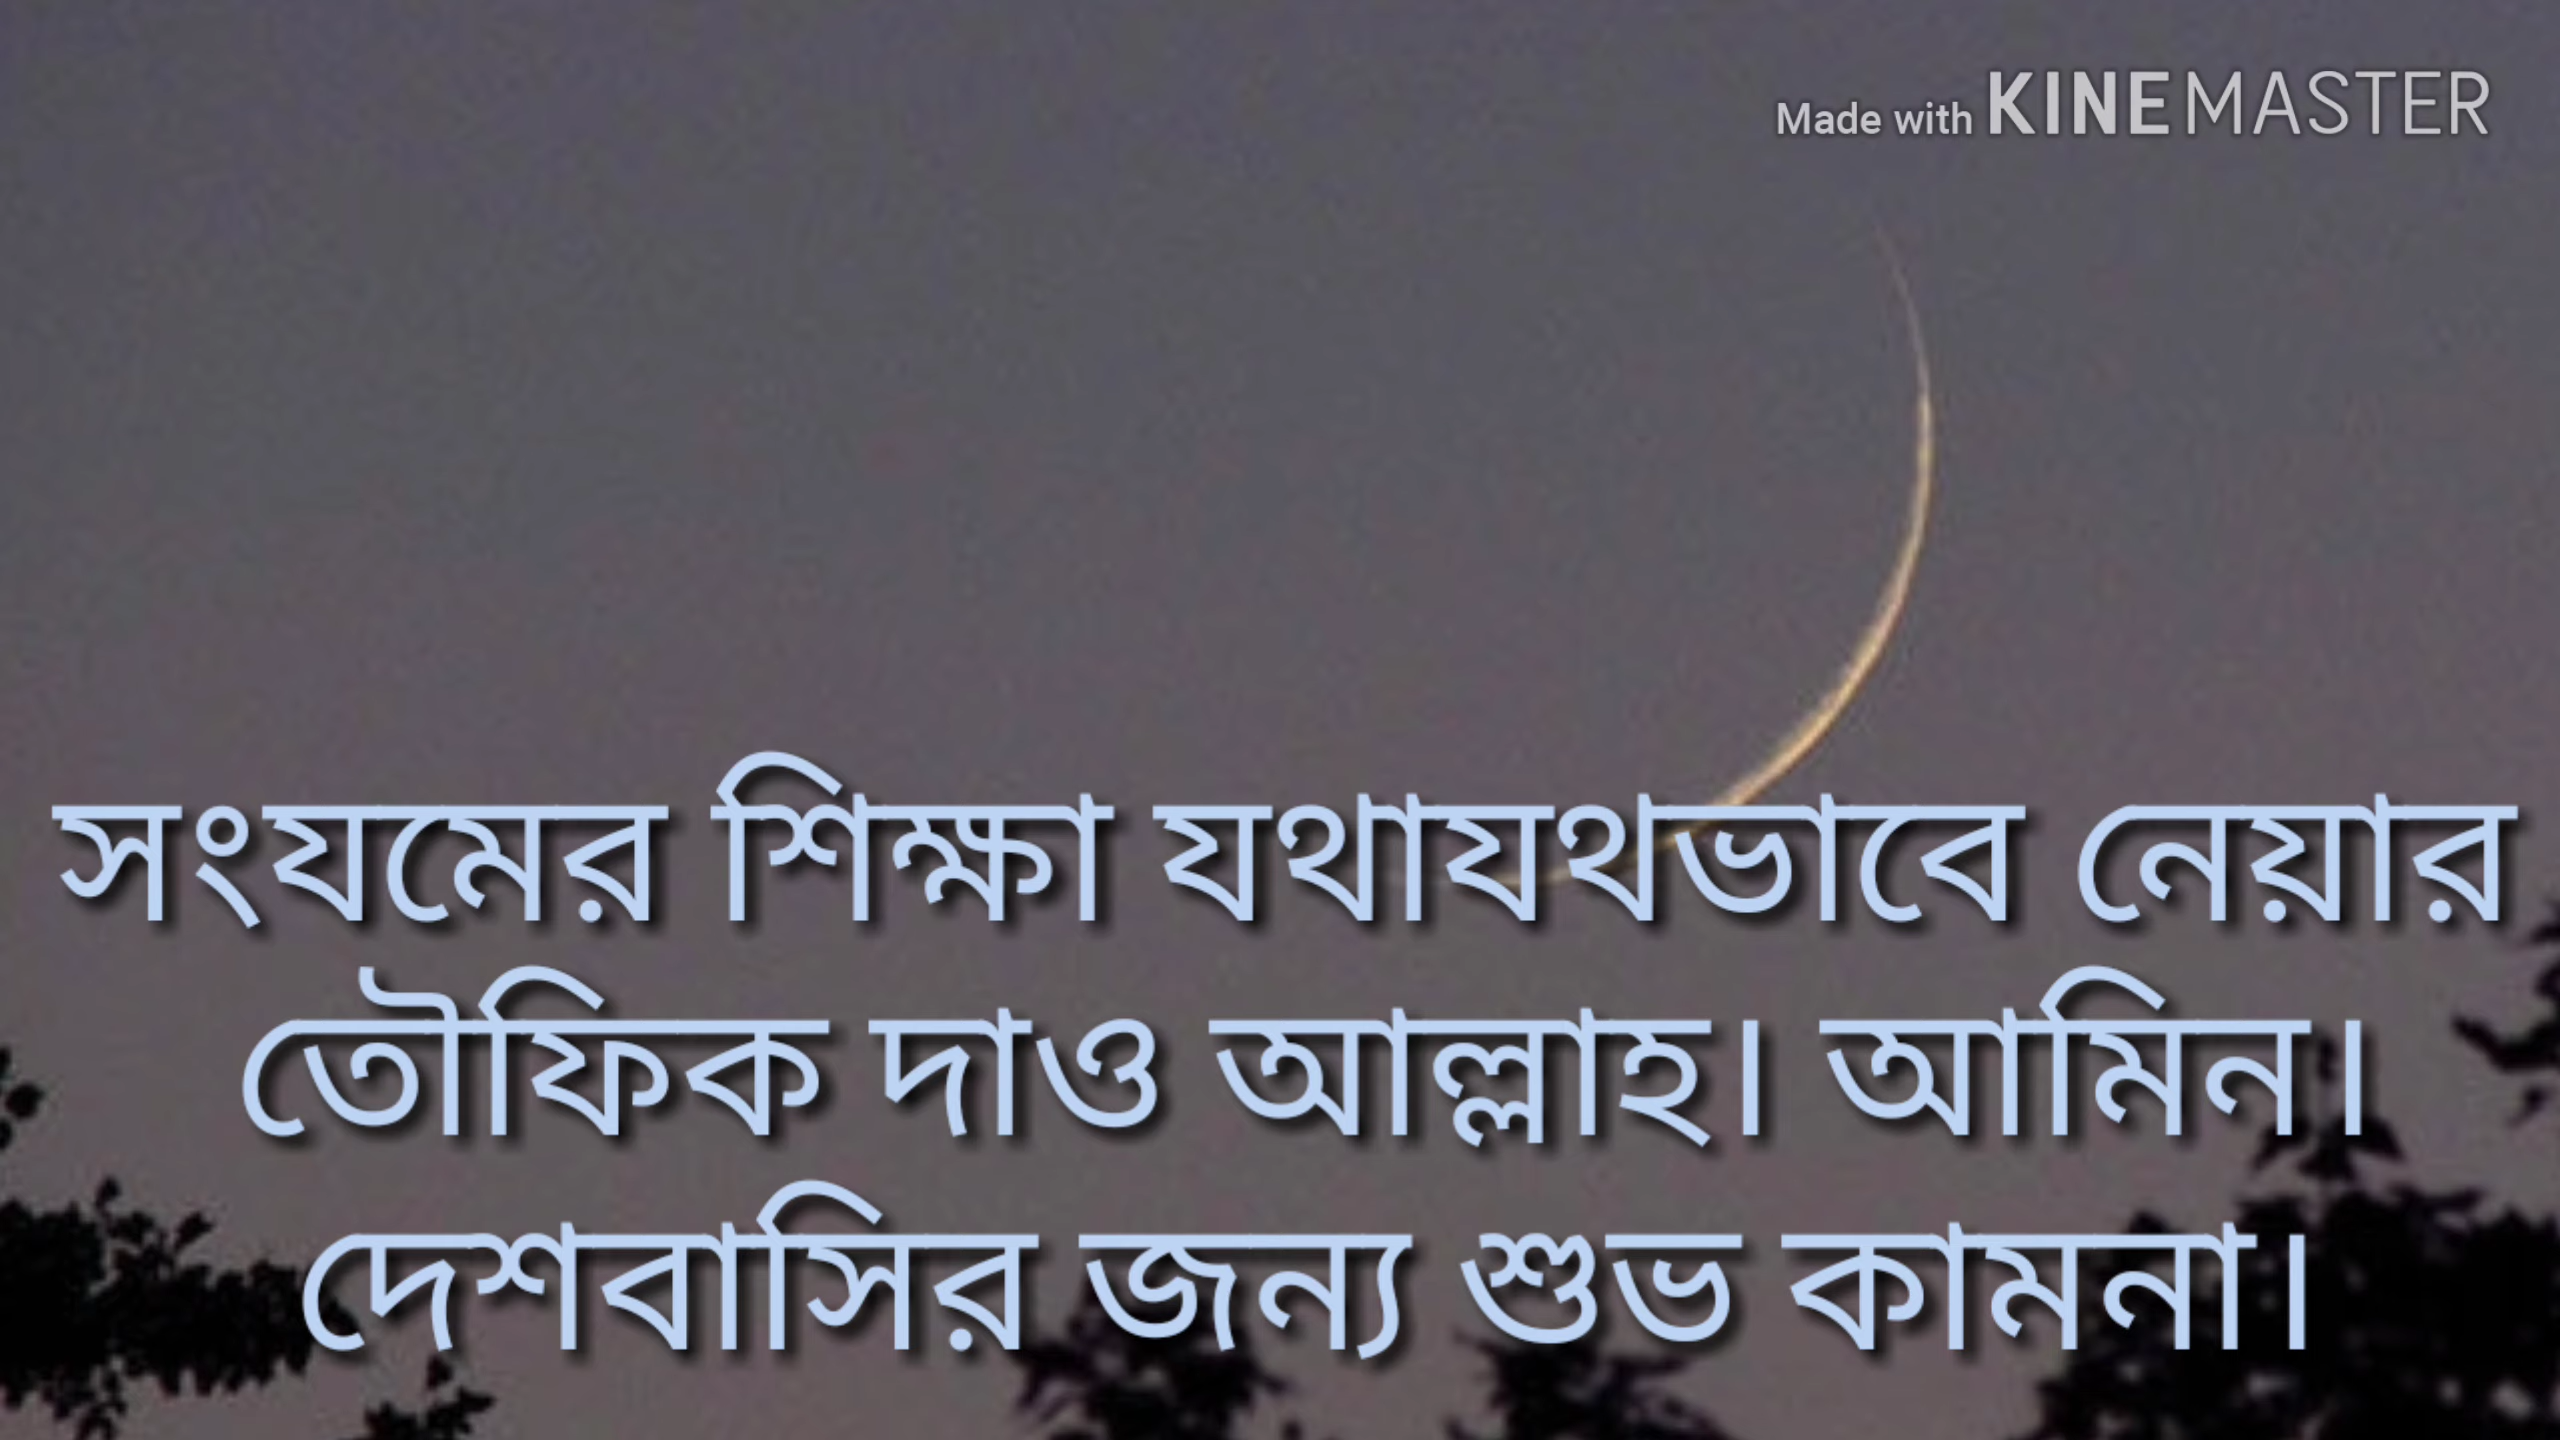 Made with KINEMASTER
সংযমের শিক্ষা যথাযথভাবে নেয়ার
তৌফিক দাও আল্লাহ। আমিন।
দেশবাসির জন্য শুভ কামনা।